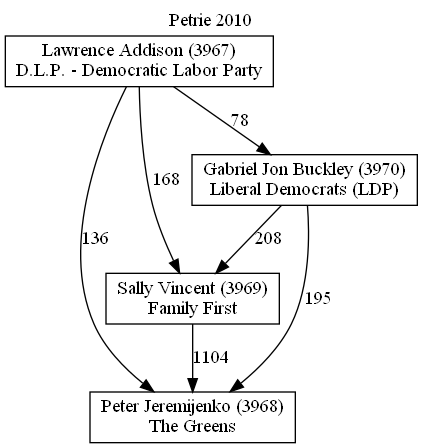 Petrie 2010
Lawrence Addison (3967)
D.L.P. - Democratic Labor Party
78
Gabriel Jon Buckley (3970)
Liberal Democrats (LDP)
168
136
208
Sally Vincent (3969)
Family First
195
1104
Peter Jeremijenko (3968)
The Greens